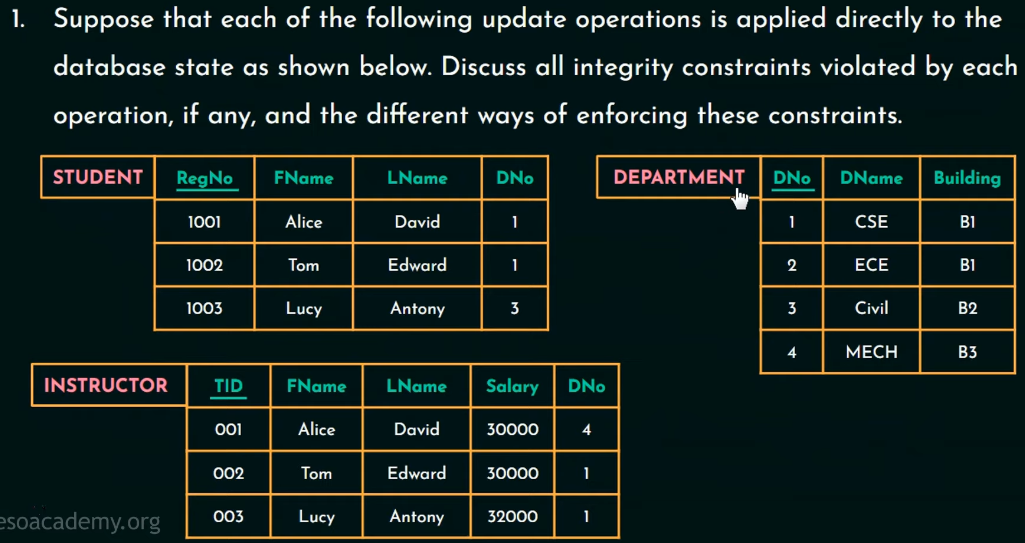 1. Suppose that each of the following update operations is applied directly to the
database state as shown below. Discuss all integrity constraints violated by each
operation, if any, and the different ways of enforcing these constraints.
STUDENT RegNo FName LName DNo
1001 Alice David 1
1002 Tom Edward 1
1003 Lucy Antony 3
DEPARTMENT DNo DName Building
1 CSE B1
2 ECE B1
3 Civil B2
4 MECH B3
INSTRUCTOR TID FName LName Salary DNo
001 Alice David 30000 4
002 Tom Edward 30000 1
003 Lucy Antony 32000 1
esoacademy.org